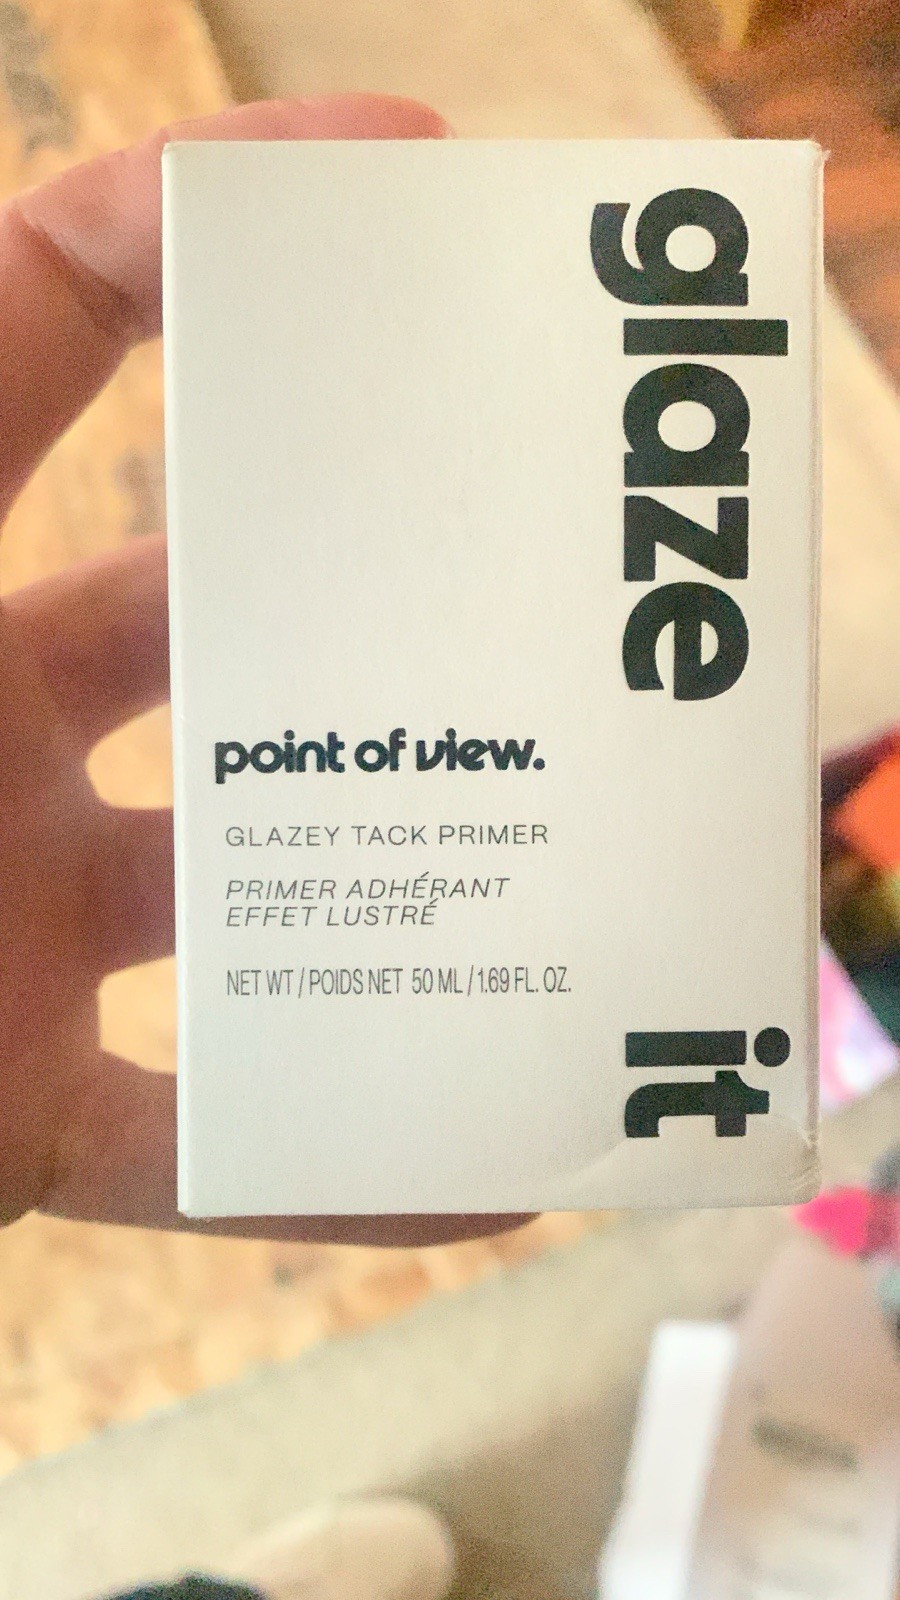 glaze it
point of view.
GLAZEY TACK PRIMER
PRIMER ADHÉRANT
EFFET LUSTRÉ
NET WT / POIDS NET 50 ML / 1.69 FL. OZ.